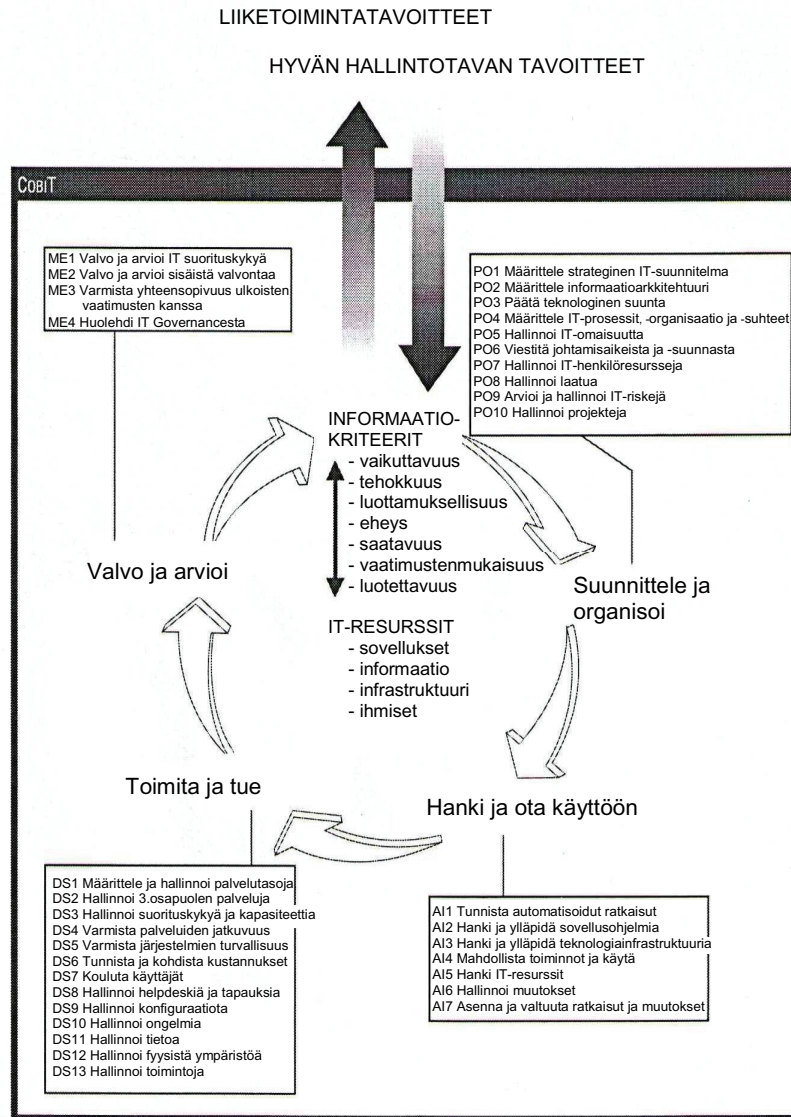 LIIKETOIMINTATAVOITTEET
HYVÄN HALLINTOTAVAN TAVOITTEET
COBIT
ME1 Valvo ja arvioi IT suorituskykyä
ME2 Valvo ja arvioi sisäistä valvontaa
ME3 Varmista yhteensopivuus ulkoisten
vaatimusten kanssa
ME4 Huolehdi IT Governancesta
PO1 Määrittele strateginen IT-suunnitelma
PO2 Määrittele informaatioarkkitehtuuri
PO3 Päätä teknologinen suunta
PO4 Määrittele IT-prosessit, -organisaatio ja -suhteet
PO5 Hallinnoi IT-omaisuutta
PO6 Viestitä johtamisaikeista ja -suunnasta
PO7 Hallinnoi IT-henkilöresursseja
PO8 Hallinnoi laatua
PO9 Arvioi ja hallinnoi IT-riskejä
PO10 Hallinnoi projekteja
INFORMAATIO-
KRITEERIT
- vaikuttavuus
- tehokkuus
- luottamuksellisuus
- eheys
- saatavuus
- vaatimustenmukaisuus
- luotettavuus
Valvo ja arvioi
Suunnittele ja
organisoi
IT-RESURSSIT
- sovellukset
- informaatio
- infrastruktuuri
- ihmiset
Toimita ja tue
Hanki ja ota käyttöön
DS1 Määrittele ja hallinnoi palvelutasoja
DS2 Hallinnoi 3.osapuolen palveluja
DS3 Hallinnoi suorituskykyä ja kapasiteettia
DS4 Varmista palveluiden jatkuvuus
DS5 Varmista järjestelmien turvallisuus
DS6 Tunnista ja kohdista kustannukset
DS7 Kouluta käyttäjät
DS8 Hallinnoi helpdeskiä ja tapauksia
DS9 Hallinnoi konfiguraatiota
DS10 Hallinnoi ongelmia
DS11 Hallinnoi tietoa
DS12 Hallinnoi fyysistä ympäristöä
DS13 Hallinnoi toimintoja
AI1 Tunnista automatisoidut ratkaisut
AI2 Hanki ja ylläpidä sovellusohjelmia
AI3 Hanki ja ylläpidä teknologiainfrastruktuuria
AI4 Mahdollista toiminnot ja käytä
AI5 Hanki IT-resurssit
AI6 Hallinnoi muutokset
AI7 Asenna ja valtuuta ratkaisut ja muutokset